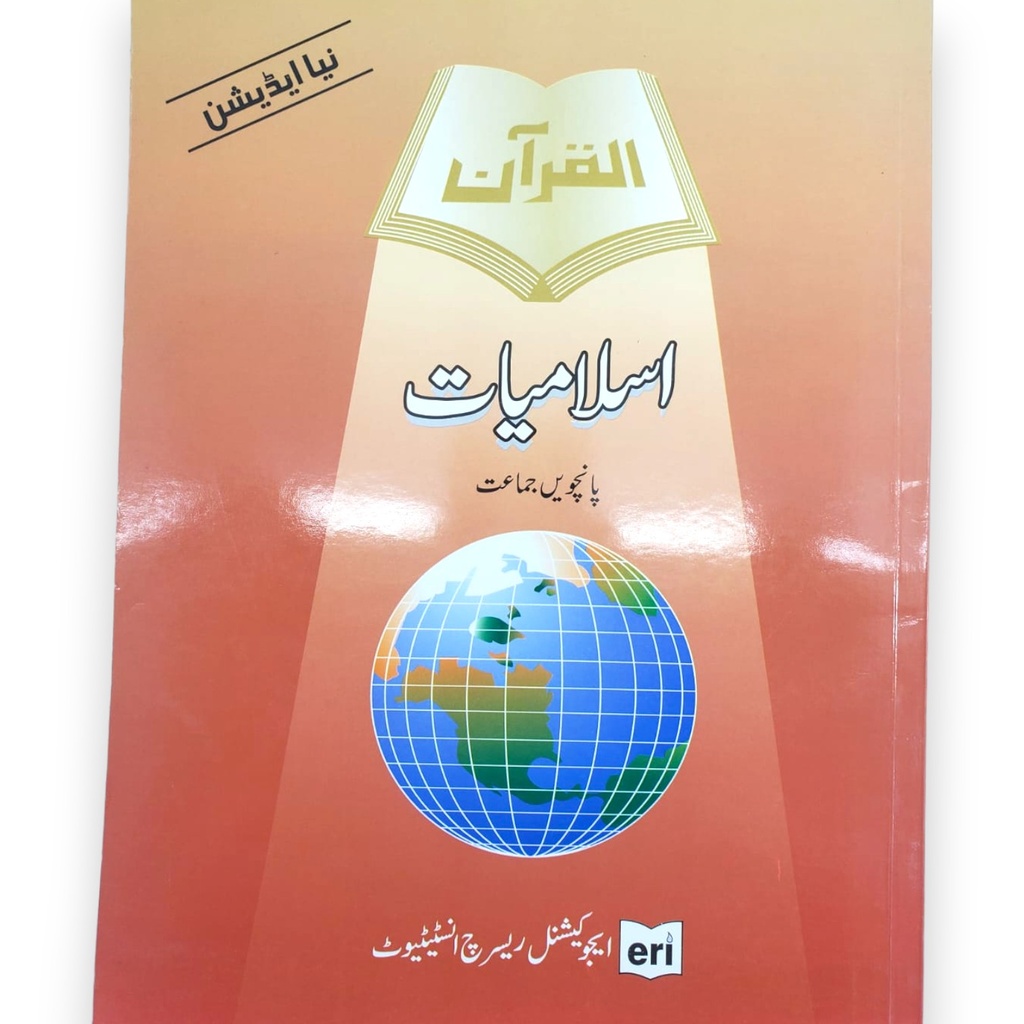 نیا ایڈیشن
القرآن
اسلامیات
پانچویں جماعت
ایجوکیشنل ریسرچ انسٹیٹیوٹ
eri